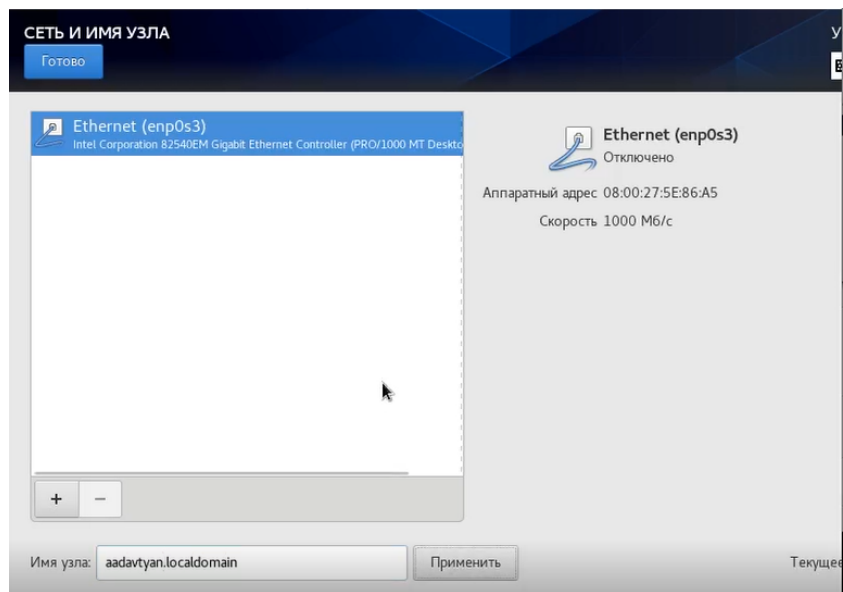 СЕТЬ И ИМЯ УЗЛА
Готово
Ethernet (enp0s3)
Intel Corporation 82540EM Gigabit Ethernet Controller (PRO/1000 MT Deskto
Ethernet (enp0s3)
Отключено
Аппаратный адрес 08:00:27:5E:86:A5
Скорость 1000 Мб/с
+ −
Имя узла: aadavtyan.localdomain Применить Текущее